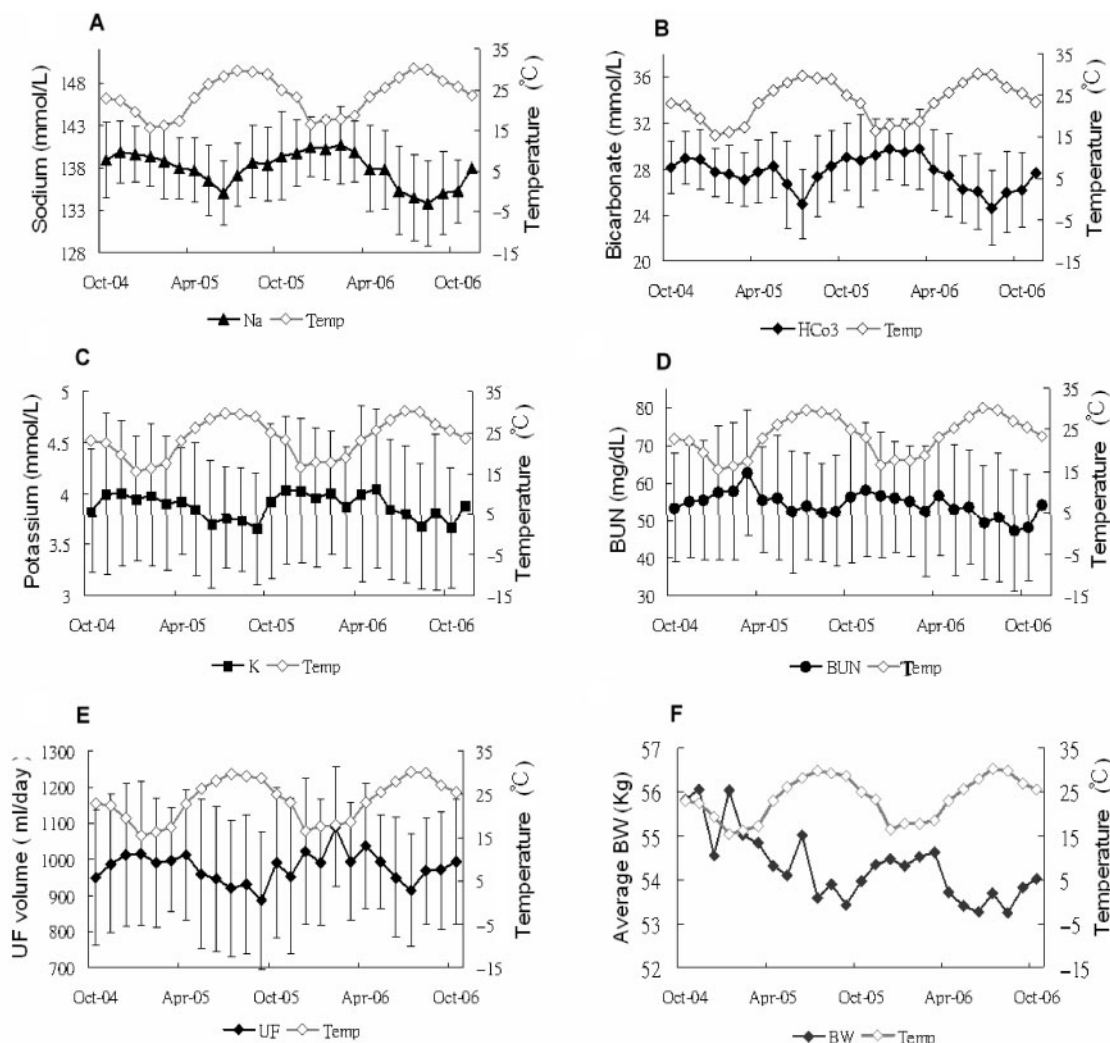 A
Sodium (mmol/L)
148
143
138
133
128
35
25
15
5
-5
-15
Temperature (℃)
Oct-04 Apr-05 Oct-05 Apr-06 Oct-06
Na Temp
B
Bicarbonate (mmol/L)
36
32
28
24
20
35
25
15
5
-5
-15
Temperature (℃)
Oct-04 Apr-05 Oct-05 Apr-06 Oct-06
HCo3 Temp
C
Potassium (mmol/L)
5
4.5
4
3.5
3
35
25
15
5
-5
-15
Temperature (℃)
Oct-04 Apr-05 Oct-05 Apr-06 Oct-06
K Temp
D
BUN (mg/dL)
80
70
60
50
40
30
35
25
15
5
-5
-15
Temperature (℃)
Oct-04 Apr-05 Oct-05 Apr-06 Oct-06
BUN Temp
E
UF volume ( ml/day )
1300
1200
1100
1000
900
800
700
35
25
15
5
-5
-15
Temperature (℃)
Oct-04 Apr-05 Oct-05 Apr-06 Oct-06
UF Temp
F
Average BW (Kg)
57
56
55
54
53
52
35
25
15
5
-5
-15
Temperature (℃)
Oct-04 Apr-05 Oct-05 Apr-06 Oct-06
BW Temp